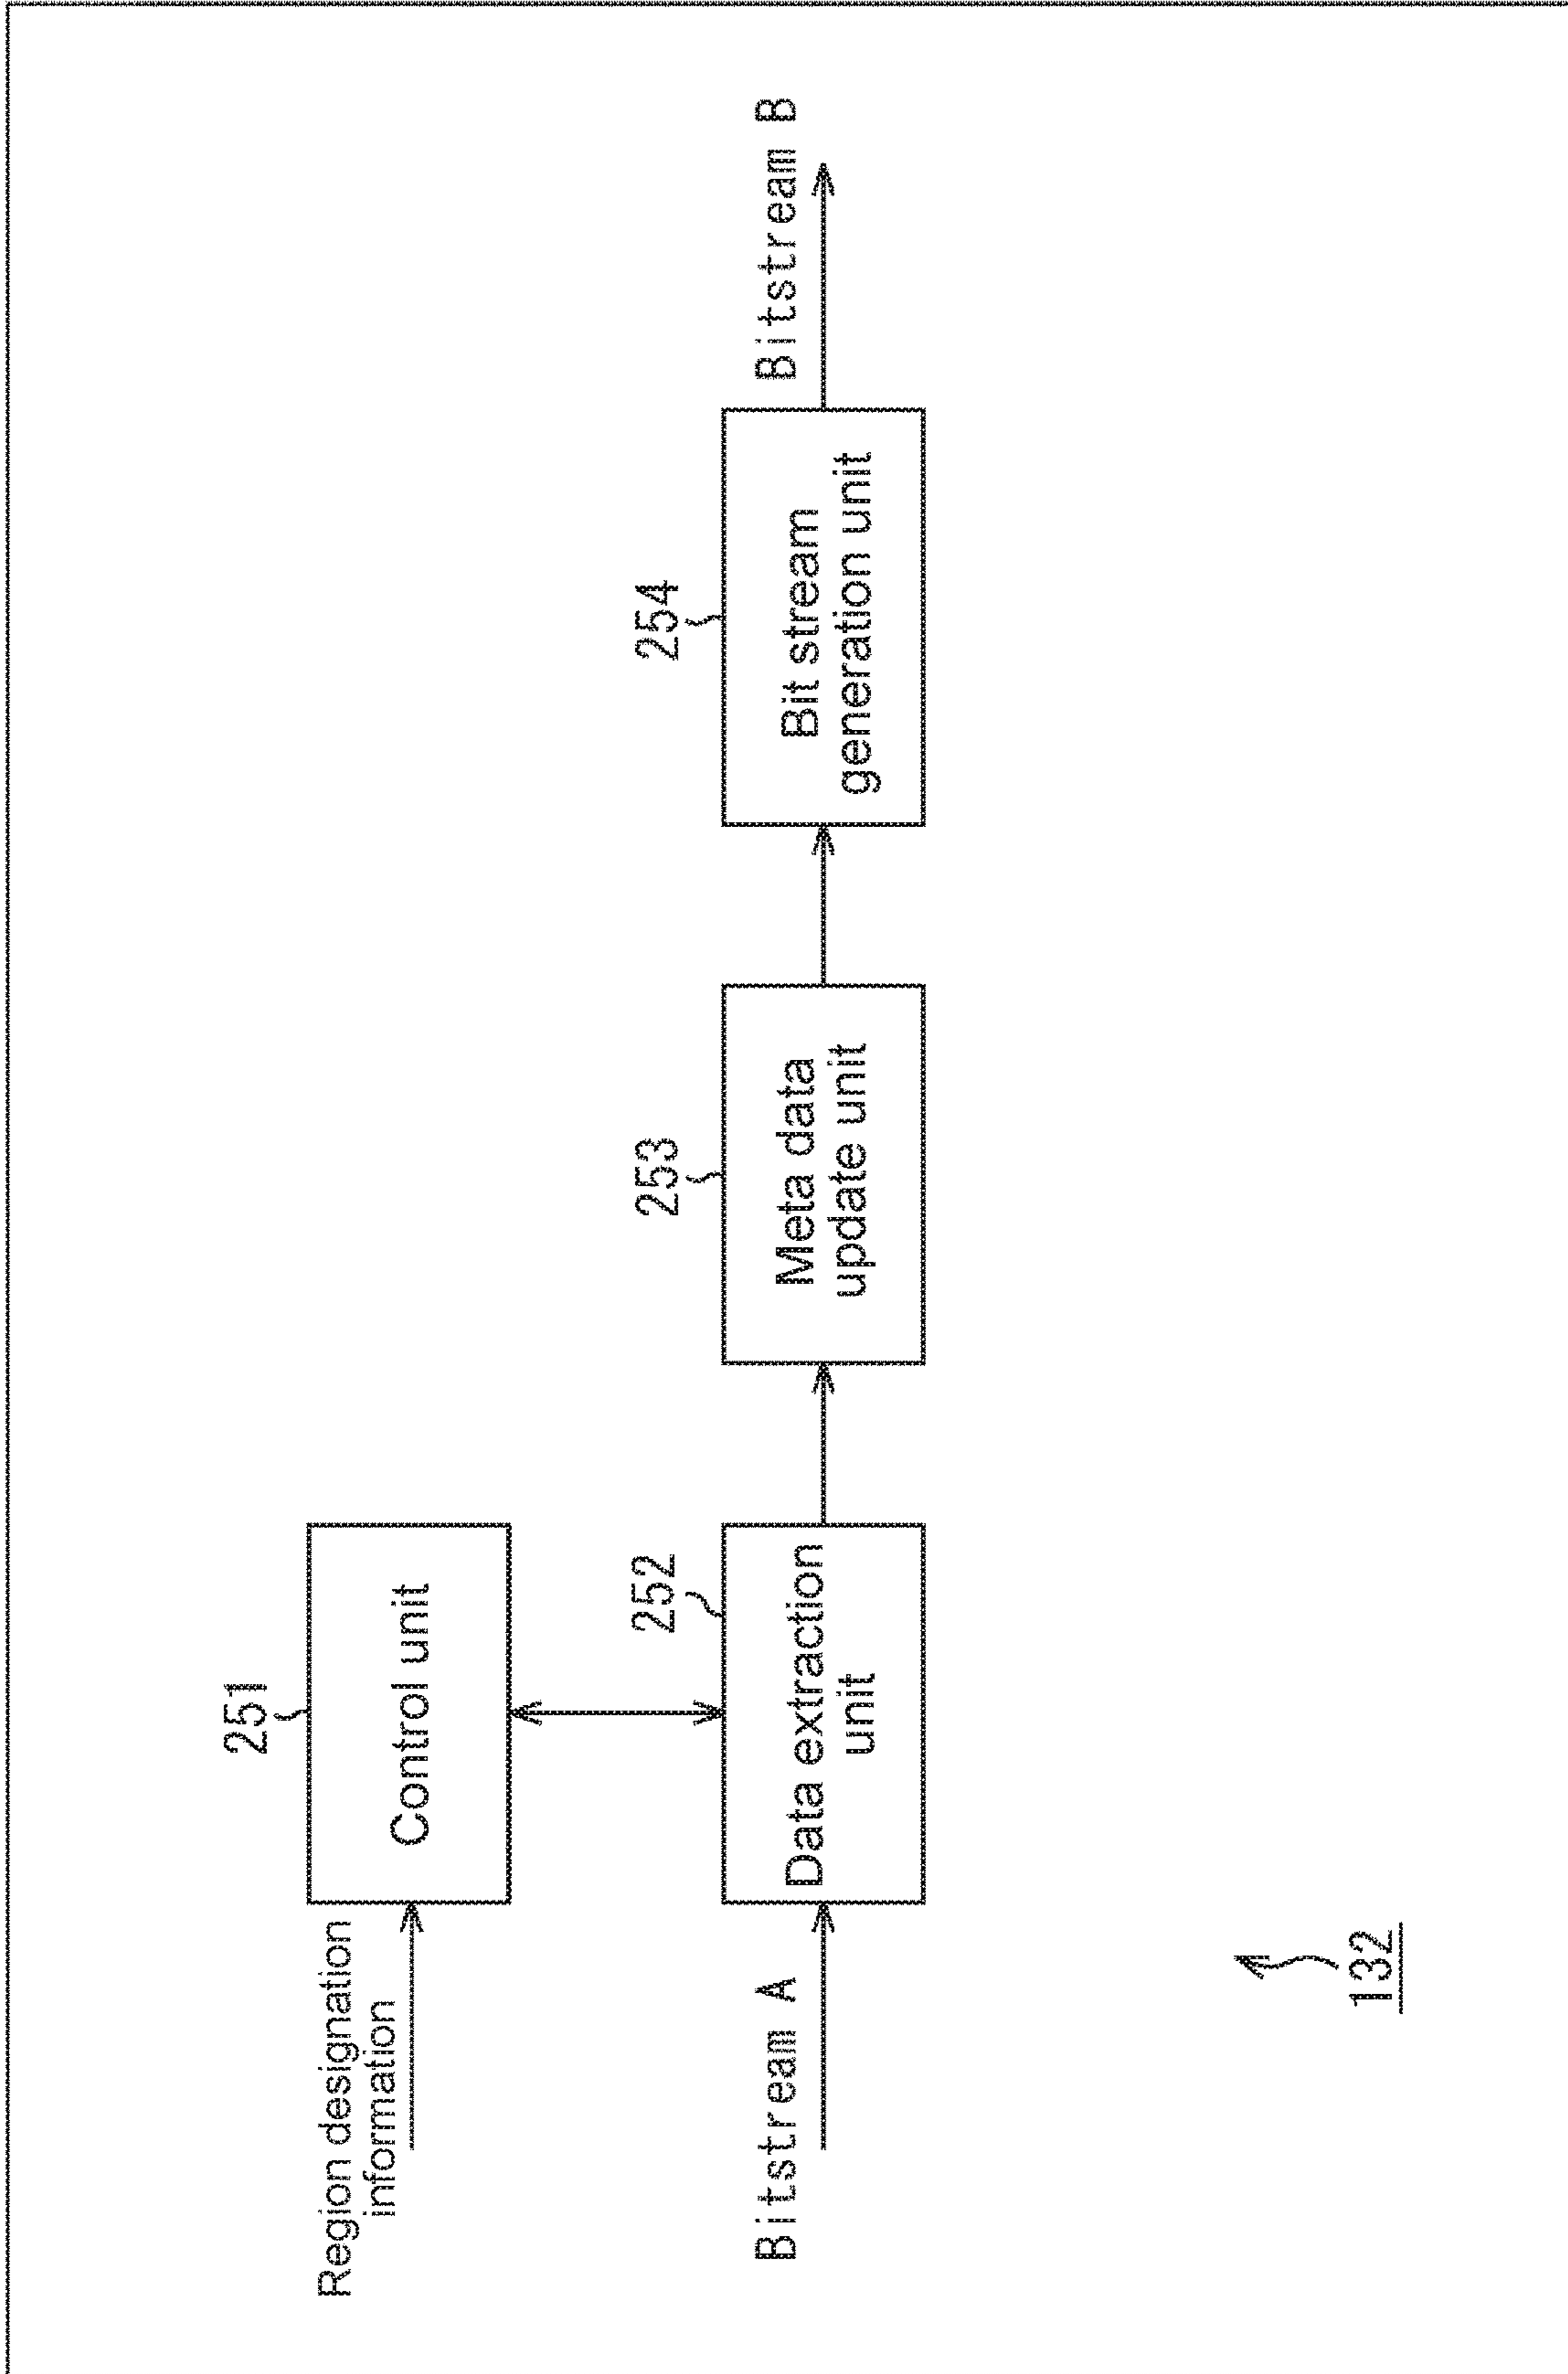 Region designation
information
251
Control unit
Bitstream A
252
Data extraction
unit
253
Meta data
update unit
254
Bit stream
generation unit
Bitstream B
132